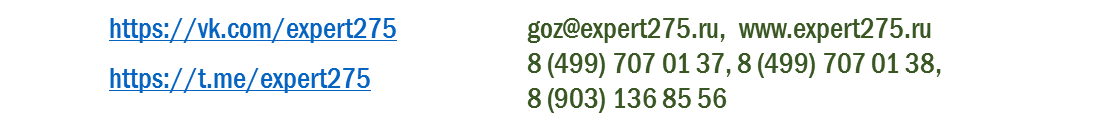 https://vk.com/expert275
https://t.me/expert275
goz@expert275.ru, www.expert275.ru
8 (499) 707 01 37, 8 (499) 707 01 38,
8 (903) 136 85 56